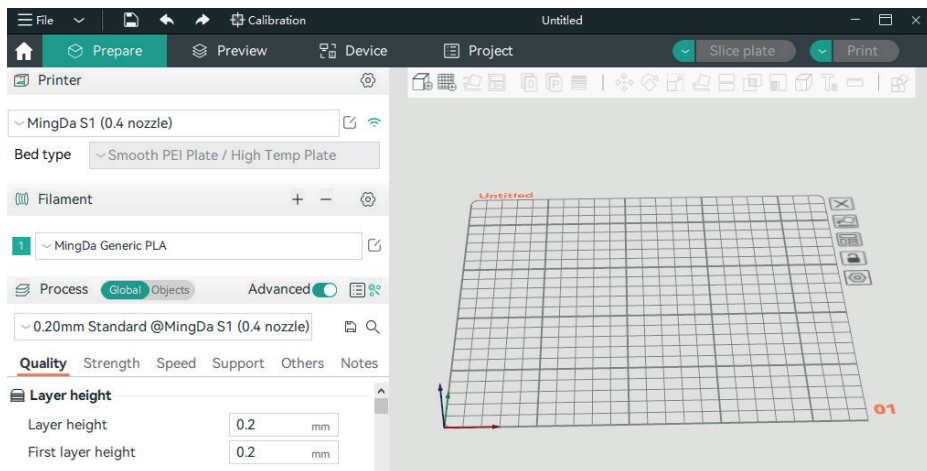 File Calibration Untitled
Prepare Preview Device Project Slice plate Print
Printer
MingDa S1 (0.4 nozzle)
Bed type Smooth PEI Plate / High Temp Plate
Filament
1 MingDa Generic PLA
Process Global Objects Advanced
0.20mm Standard @MingDa S1 (0.4 nozzle)
Quality Strength Speed Support Others Notes
Layer height
Layer height 0.2 mm
First layer height 0.2 mm
Untitled
01